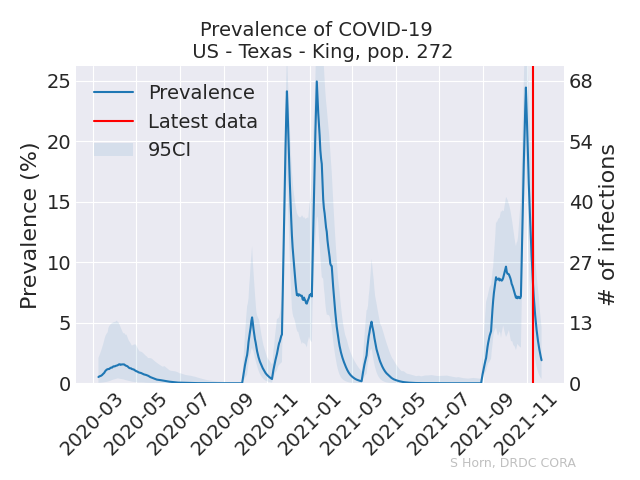 Prevalence of COVID-19
US - Texas - King, pop. 272
Prevalence
Latest data
95CI
Prevalence (%)
25
20
15
10
5
0
# of infections
68
54
40
27
13
0
2020-03
2020-05
2020-07
2020-09
2020-11
2021-01
2021-03
2021-05
2021-07
2021-09
2021-11
S Horn, DRDC CORA